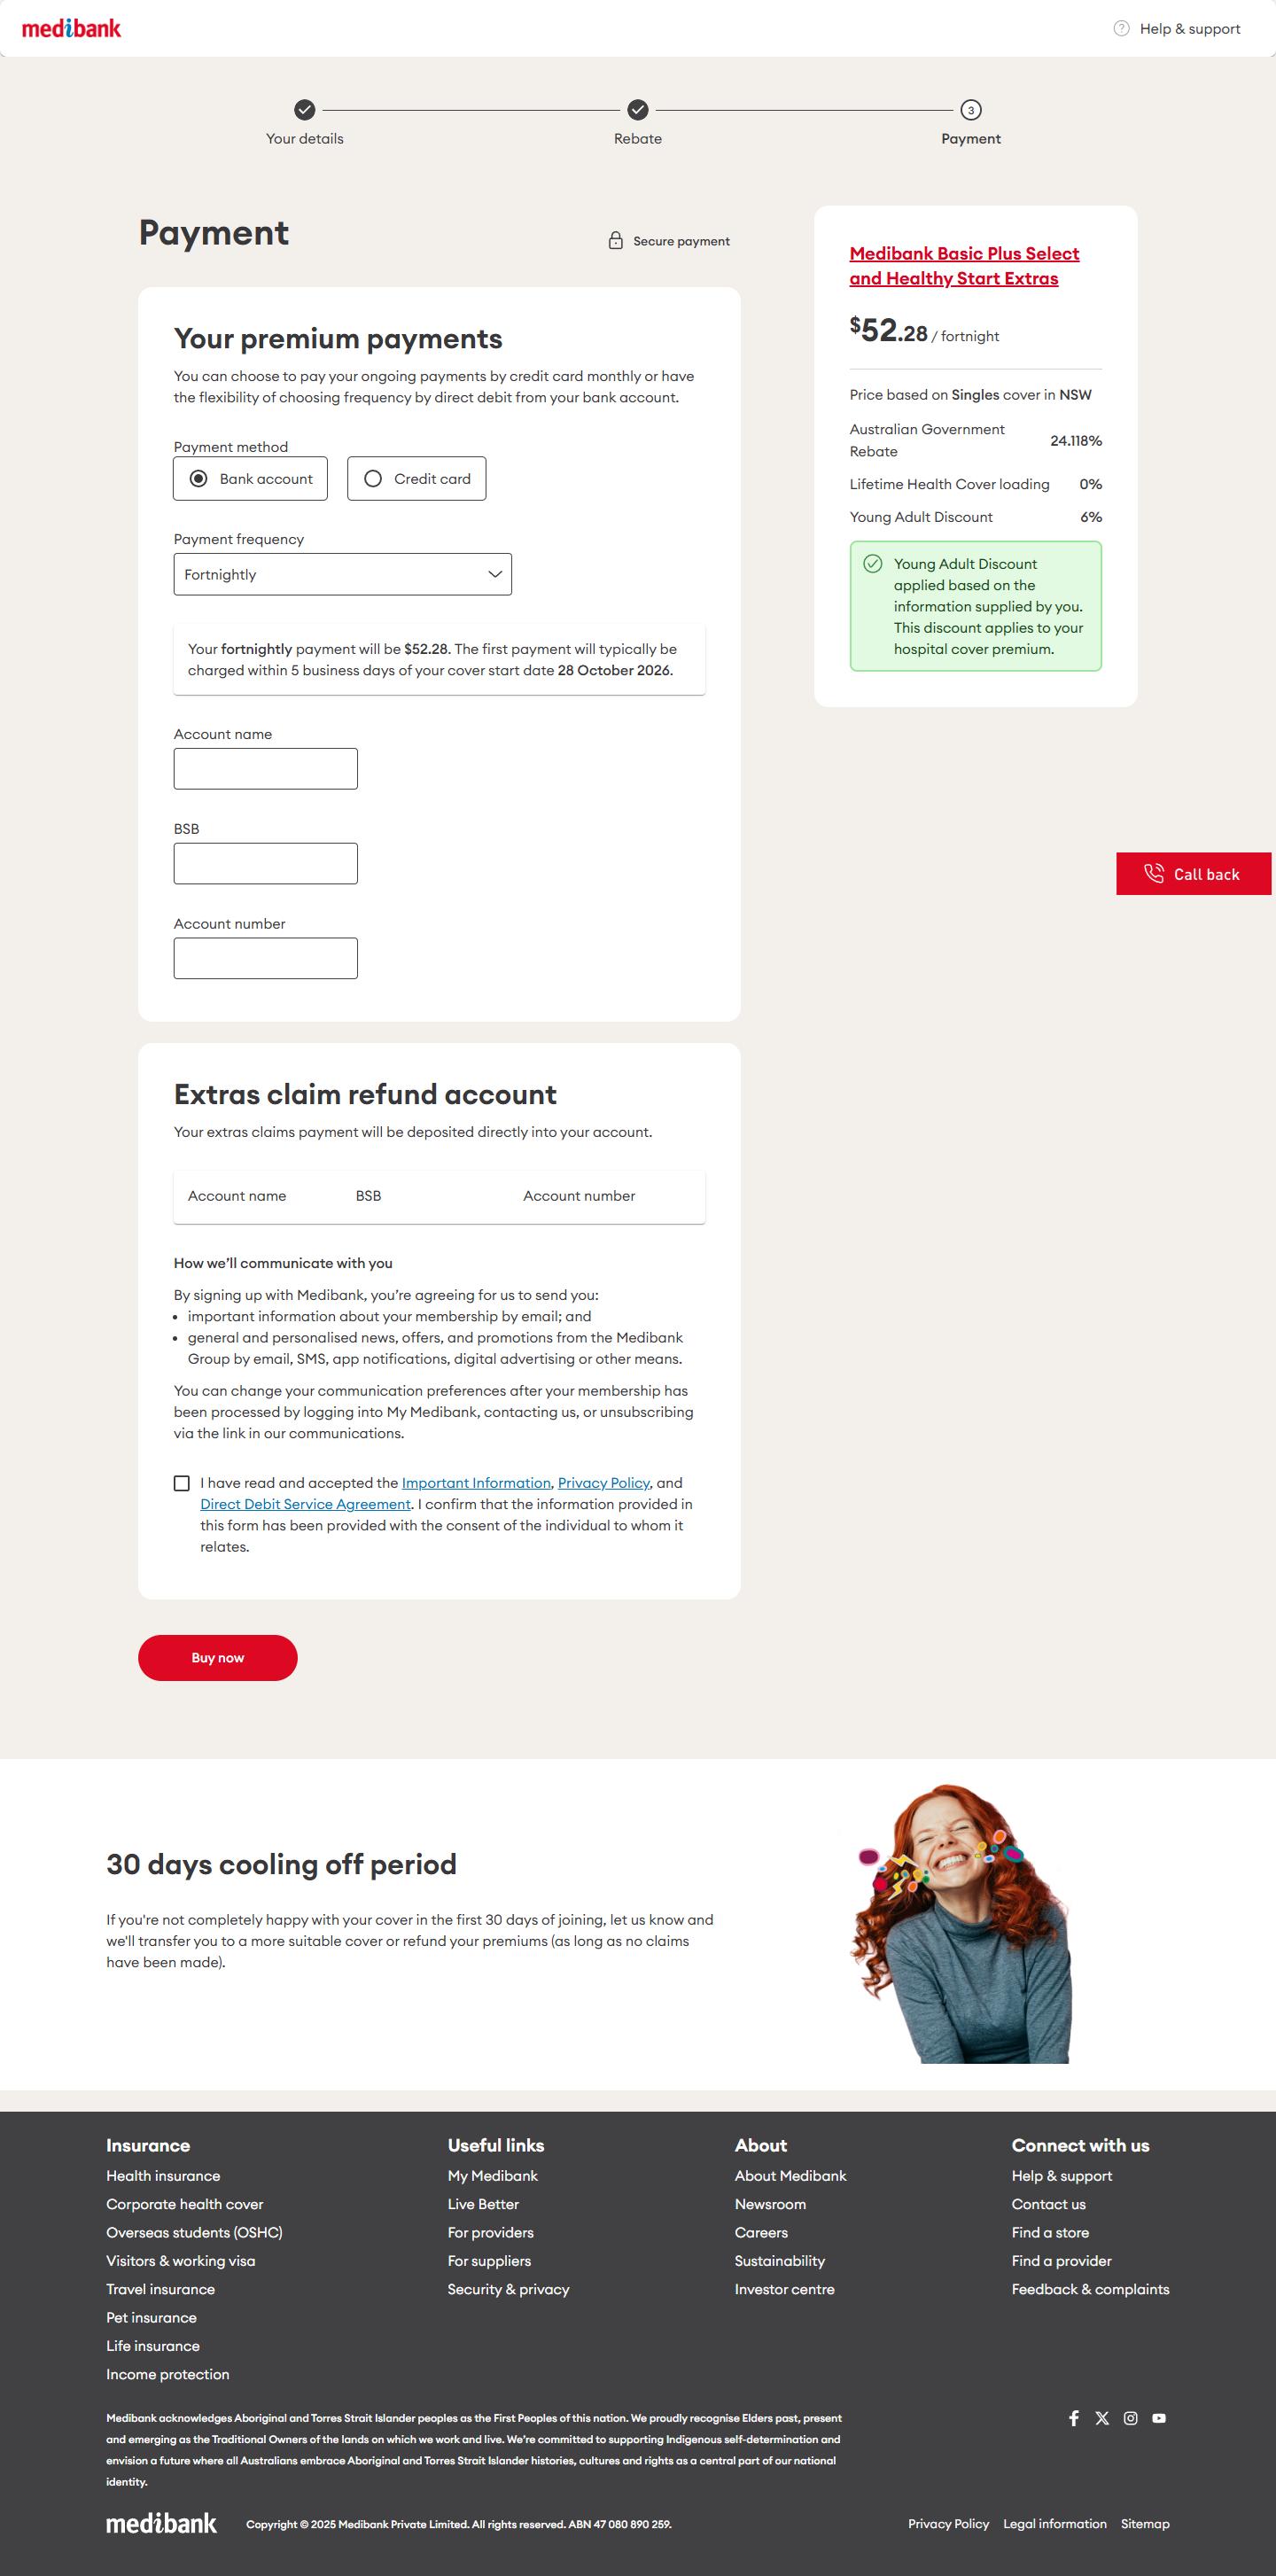 medibank
Help & support
3
Your details
Rebate
Payment
Payment
Secure payment
Your premium payments
You can choose to pay your ongoing payments by credit card monthly or have
the flexibility of choosing frequency by direct debit from your bank account.
Payment method
Bank account
Credit card
Payment frequency
Fortnightly
Your fortnightly payment will be $52.28. The first payment will typically be
charged within 5 business days of your cover start date 28 October 2026.
Account name
BSB
Account number
Medibank Basic Plus Select
and Healthy Start Extras
$52.28 / fortnight
Price based on Singles cover in NSW
Australian Government
Rebate
24.118%
Lifetime Health Cover loading 0%
Young Adult Discount 6%
Young Adult Discount
applied based on the
information supplied by you.
This discount applies to your
hospital cover premium.
Call back
Extras claim refund account
Your extras claims payment will be deposited directly into your account.
Account name BSB Account number
How we’ll communicate with you
By signing up with Medibank, you’re agreeing for us to send you:
• important information about your membership by email; and
• general and personalised news, offers, and promotions from the Medibank
Group by email, SMS, app notifications, digital advertising or other means.
You can change your communication preferences after your membership has
been processed by logging into My Medibank, contacting us, or unsubscribing
via the link in our communications.
I have read and accepted the Important Information, Privacy Policy, and
Direct Debit Service Agreement. I confirm that the information provided in
this form has been provided with the consent of the individual to whom it
relates.
Buy now
30 days cooling off period
If you're not completely happy with your cover in the first 30 days of joining, let us know and
we'll transfer you to a more suitable cover or refund your premiums (as long as no claims
have been made).
Insurance
Health insurance
Corporate health cover
Overseas students (OSHC)
Visitors & working visa
Travel insurance
Pet insurance
Life insurance
Income protection
Useful links
My Medibank
Live Better
For providers
For suppliers
Security & privacy
About
About Medibank
Newsroom
Careers
Sustainability
Investor centre
Connect with us
Help & support
Contact us
Find a store
Find a provider
Feedback & complaints
Medibank acknowledges Aboriginal and Torres Strait Islander peoples as the First Peoples of this nation. We proudly recognise Elders past, present
and emerging as the Traditional Owners of the lands on which we work and live. We’re committed to supporting Indigenous self-determination and
envision a future where all Australians embrace Aboriginal and Torres Strait Islander histories, cultures and rights as a central part of our national
identity.
medibank
Copyright © 2025 Medibank Private Limited. All rights reserved. ABN 47 080 890 259.
Privacy Policy Legal information Sitemap